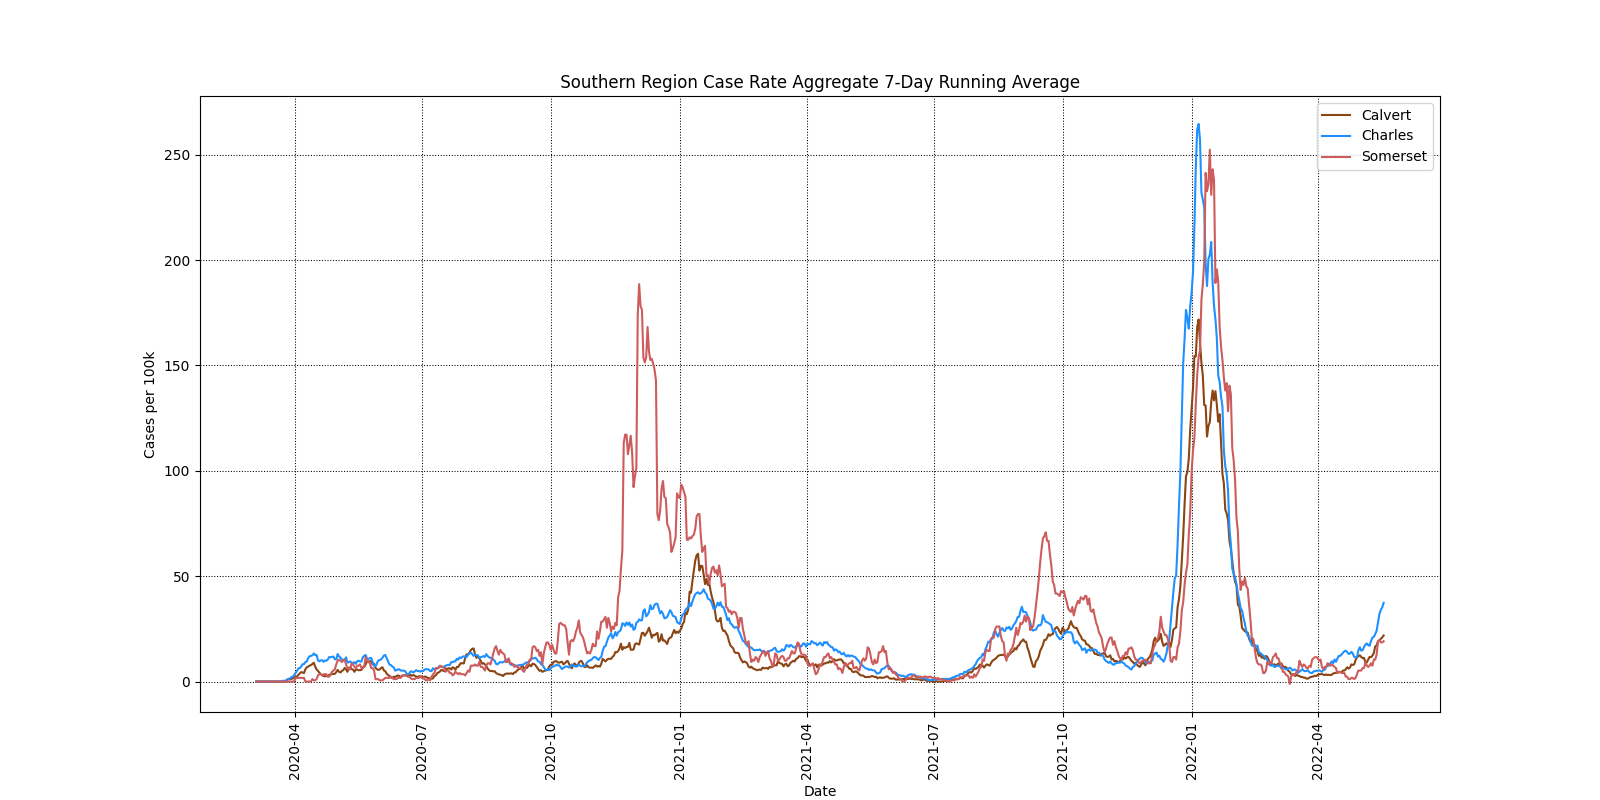 Southern Region Case Rate Aggregate 7-Day Running Average
Calvert
Charles
Somerset
Cases per 100k
250
200
150
100
50
0
2020-04
2020-07
2020-10
2021-01
2021-04
2021-07
2021-10
2022-01
2022-04
Date